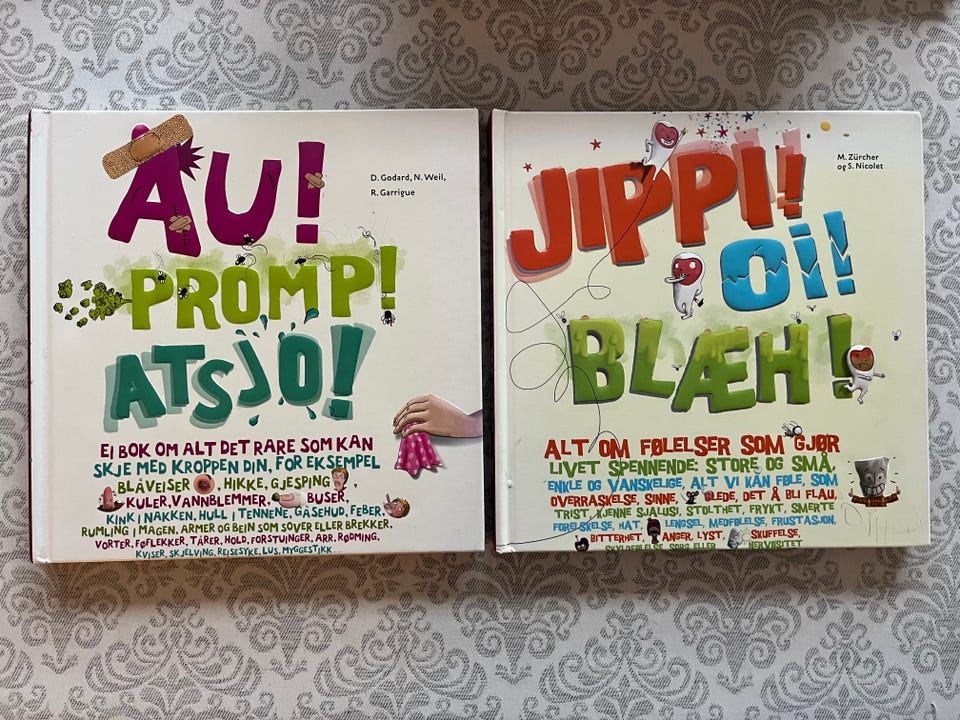 AU!
D. Godard, N. Weil,
R. Garrigue
PROMP!
ATSJO!
EI BOK OM ALT DET RARE SOM KAN
SKJE MED KROPPEN DIN, FOR EKSEMPEL
BLÅVEISER, HIKKE, GJESPING,
KULER, VANNBLEMMER, BUSER,
KINK I NAKKEN, HULL I TENNENE, GÅSEHUD, FEBER,
RUMLING I MAGEN, ARMER OG BEIN SOM SOVER ELLER BREKKER,
VORTER, FØFLEKKER, TÅRER, HOLD, FORSTUINGER, ARR, RØDMING,
KVISER, SKJELVING, REISESYKE, LUS, MYGGESTIKK...
JIPPI!!
M. Zürcher
og S. Nicolet
OI!!
BLÆH!
ALT OM FØLELSER SOM GJØR
LIVET SPENNENDE: STORE OG SMÅ,
ENKLE OG VANSKELIGE, ALT VI KAN FØLE, SOM
OVERRASKELSE, SINNE, GLEDE, DET Å BLI FLAU,
TRIST, KJENNE SJALUSI, STOLTHET, FRYKT, SMERTE
FORELSKELSE, HAT, LENGSEL, MEDFØLELSE, FRUSTASJON,
BITTERHET, ANGER, LYST, SKUFFELSE,
SKYLDFØLELSE, SORG ELLER NERVØSITET